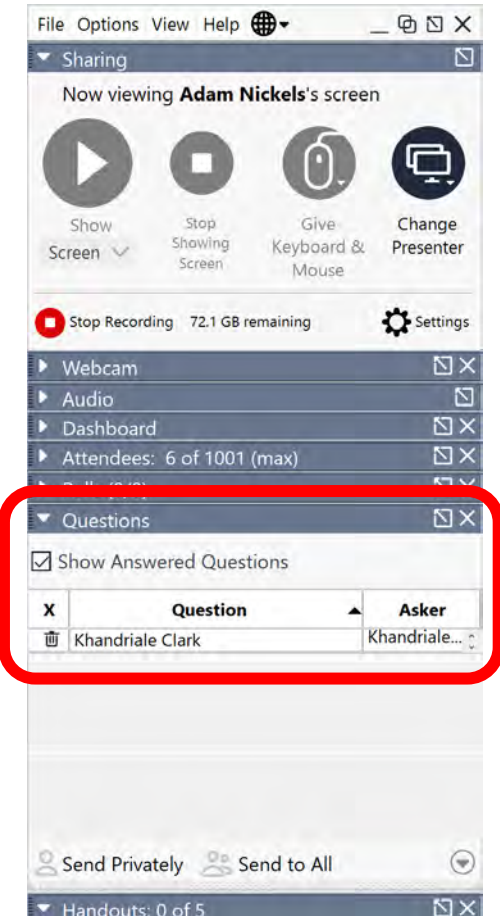 File Options View Help
Sharing
Now viewing Adam Nickels's screen
Show
Screen
Stop
Showing
Screen
Give
Keyboard &
Mouse
Change
Presenter
Stop Recording 72.1 GB remaining Settings
Webcam
Audio
Dashboard
Attendees: 6 of 1001 (max)
Questions
Show Answered Questions
X Question Asker
Khandriale Clark Khandriale...
Send Privately Send to All
Handouts: 0 of 5